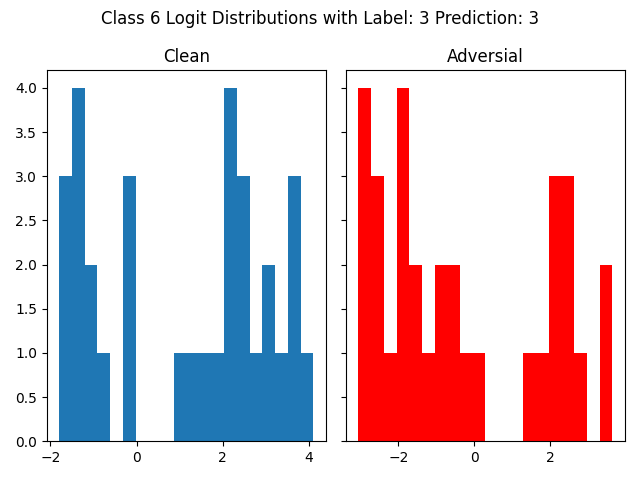 Class 6 Logit Distributions with Label: 3 Prediction: 3
Clean
Adversial
4.0
3.5
3.0
2.5
2.0
1.5
1.0
0.5
0.0
−2 0 2 4
−2 0 2